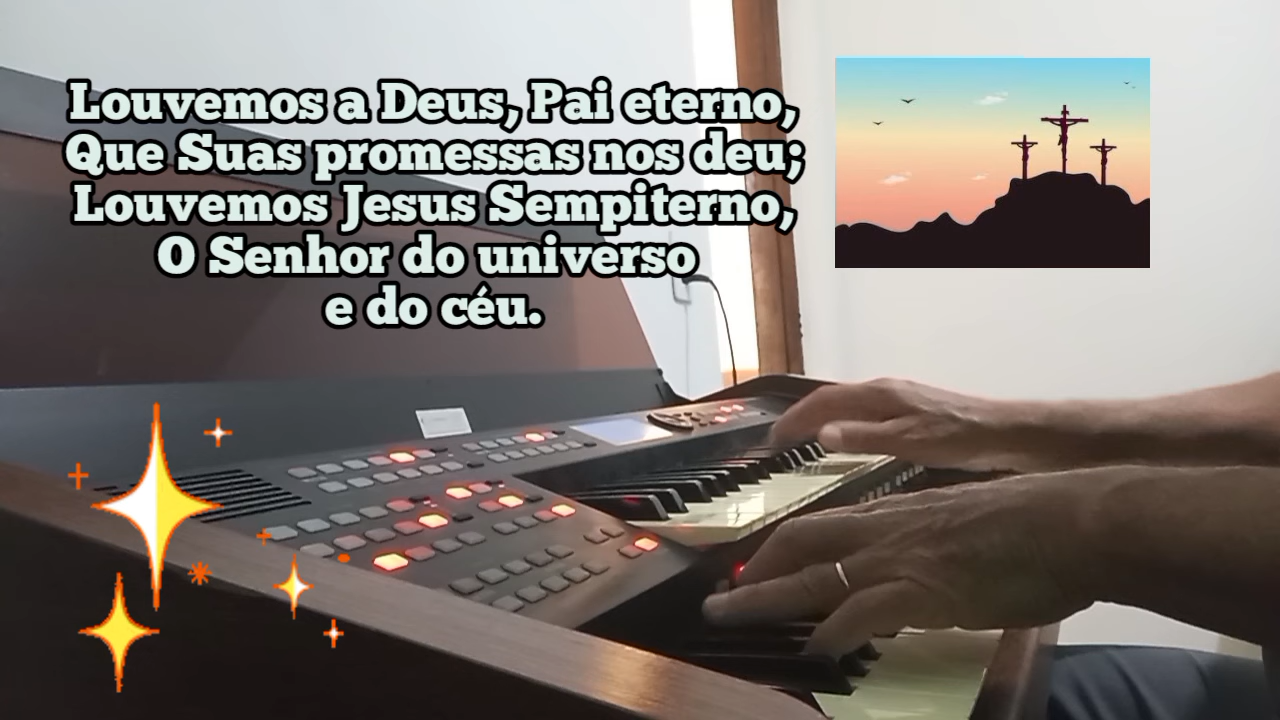 Louvemos a Deus, Pai eterno,
Que Suas promessas nos deu;
Louvemos Jesus Sempiterno,
O Senhor do universo
e do céu.